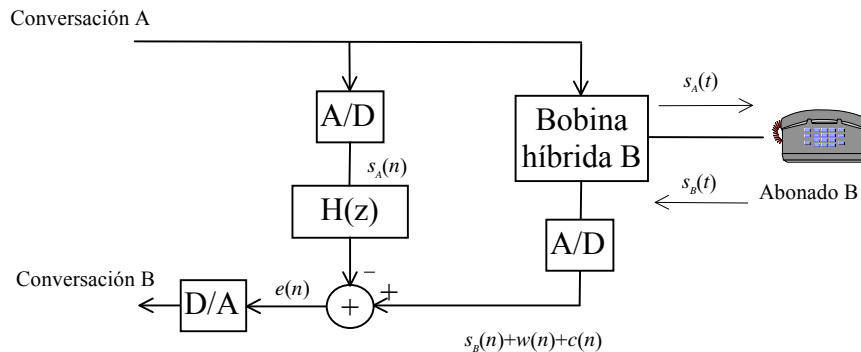 Conversación A
A/D
s_A(n)
H(z)
Bobina
híbrida B
s_A(t)
s_B(t)
Abonado B
A/D
−
+
+
Conversación B
D/A
e(n)
s_B(n)+w(n)+c(n)